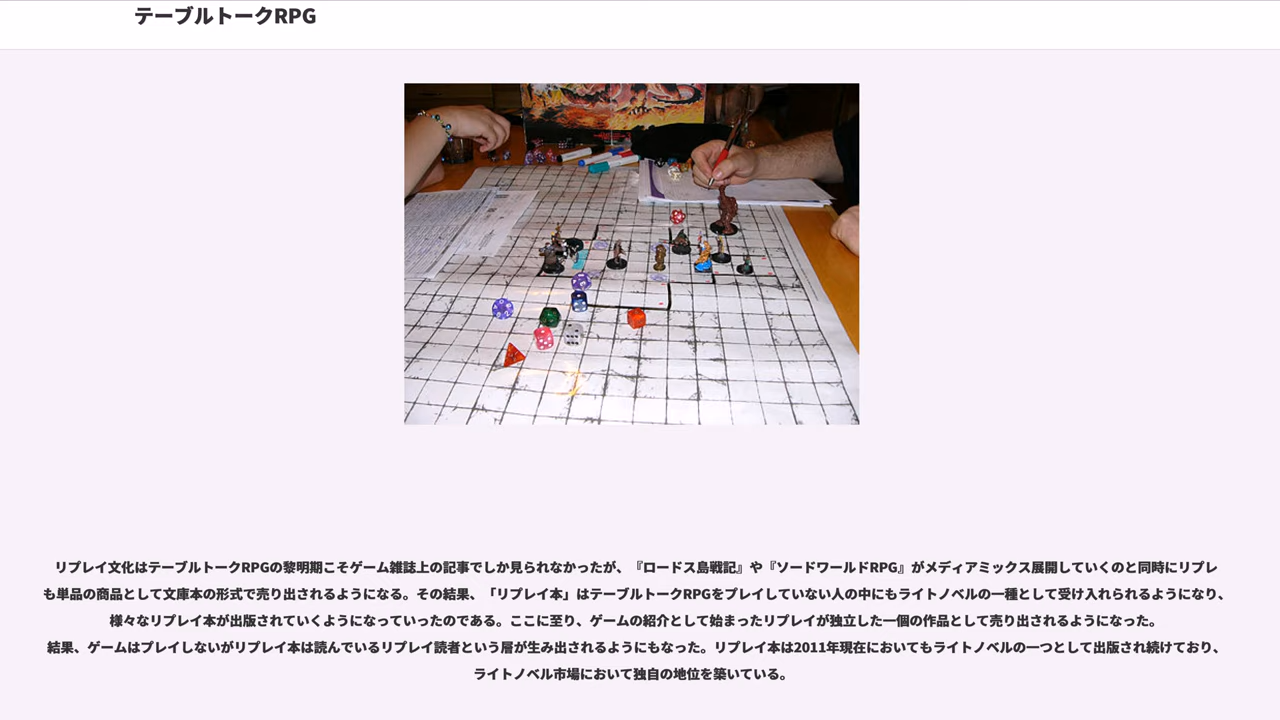 テーブルトークRPG
リプレイ文化はテーブルトークRPGの黎明期こそゲーム雑誌上の記事でしか見られなかったが、『ロードス島戦記』や『ソードワールドRPG』がメディアミックス展開していくのと同時にリプレ
も単品の商品として文庫本の形式で売り出されるようになる。その結果、「リプレイ本」はテーブルトークRPGをプレイしていない人の中にもライトノベルの一種として受け入れられるようになり、
様々なリプレイ本が出版されていくようになっていったのである。ここに至り、ゲームの紹介として始まったリプレイが独立した一個の作品として売り出されるようになった。
結果、ゲームはプレイしないがリプレイ本は読んでいるリプレイ読者という層が生み出されるようにもなった。リプレイ本は2011年現在においてもライトノベルの一つとして出版され続けており、
ライトノベル市場において独自の地位を築いている。